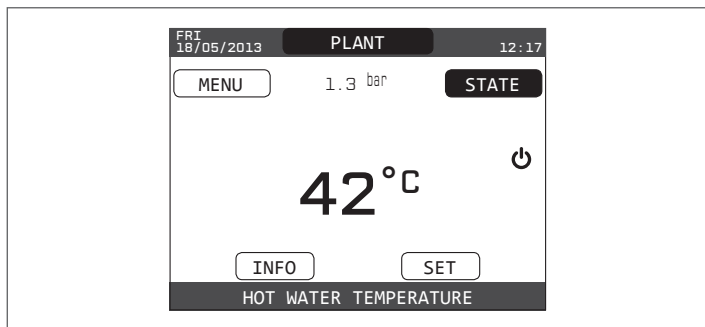 FRI
18/05/2013 PLANT 12:17
MENU 1.3 bar STATE
42°C
INFO SET
HOT WATER TEMPERATURE